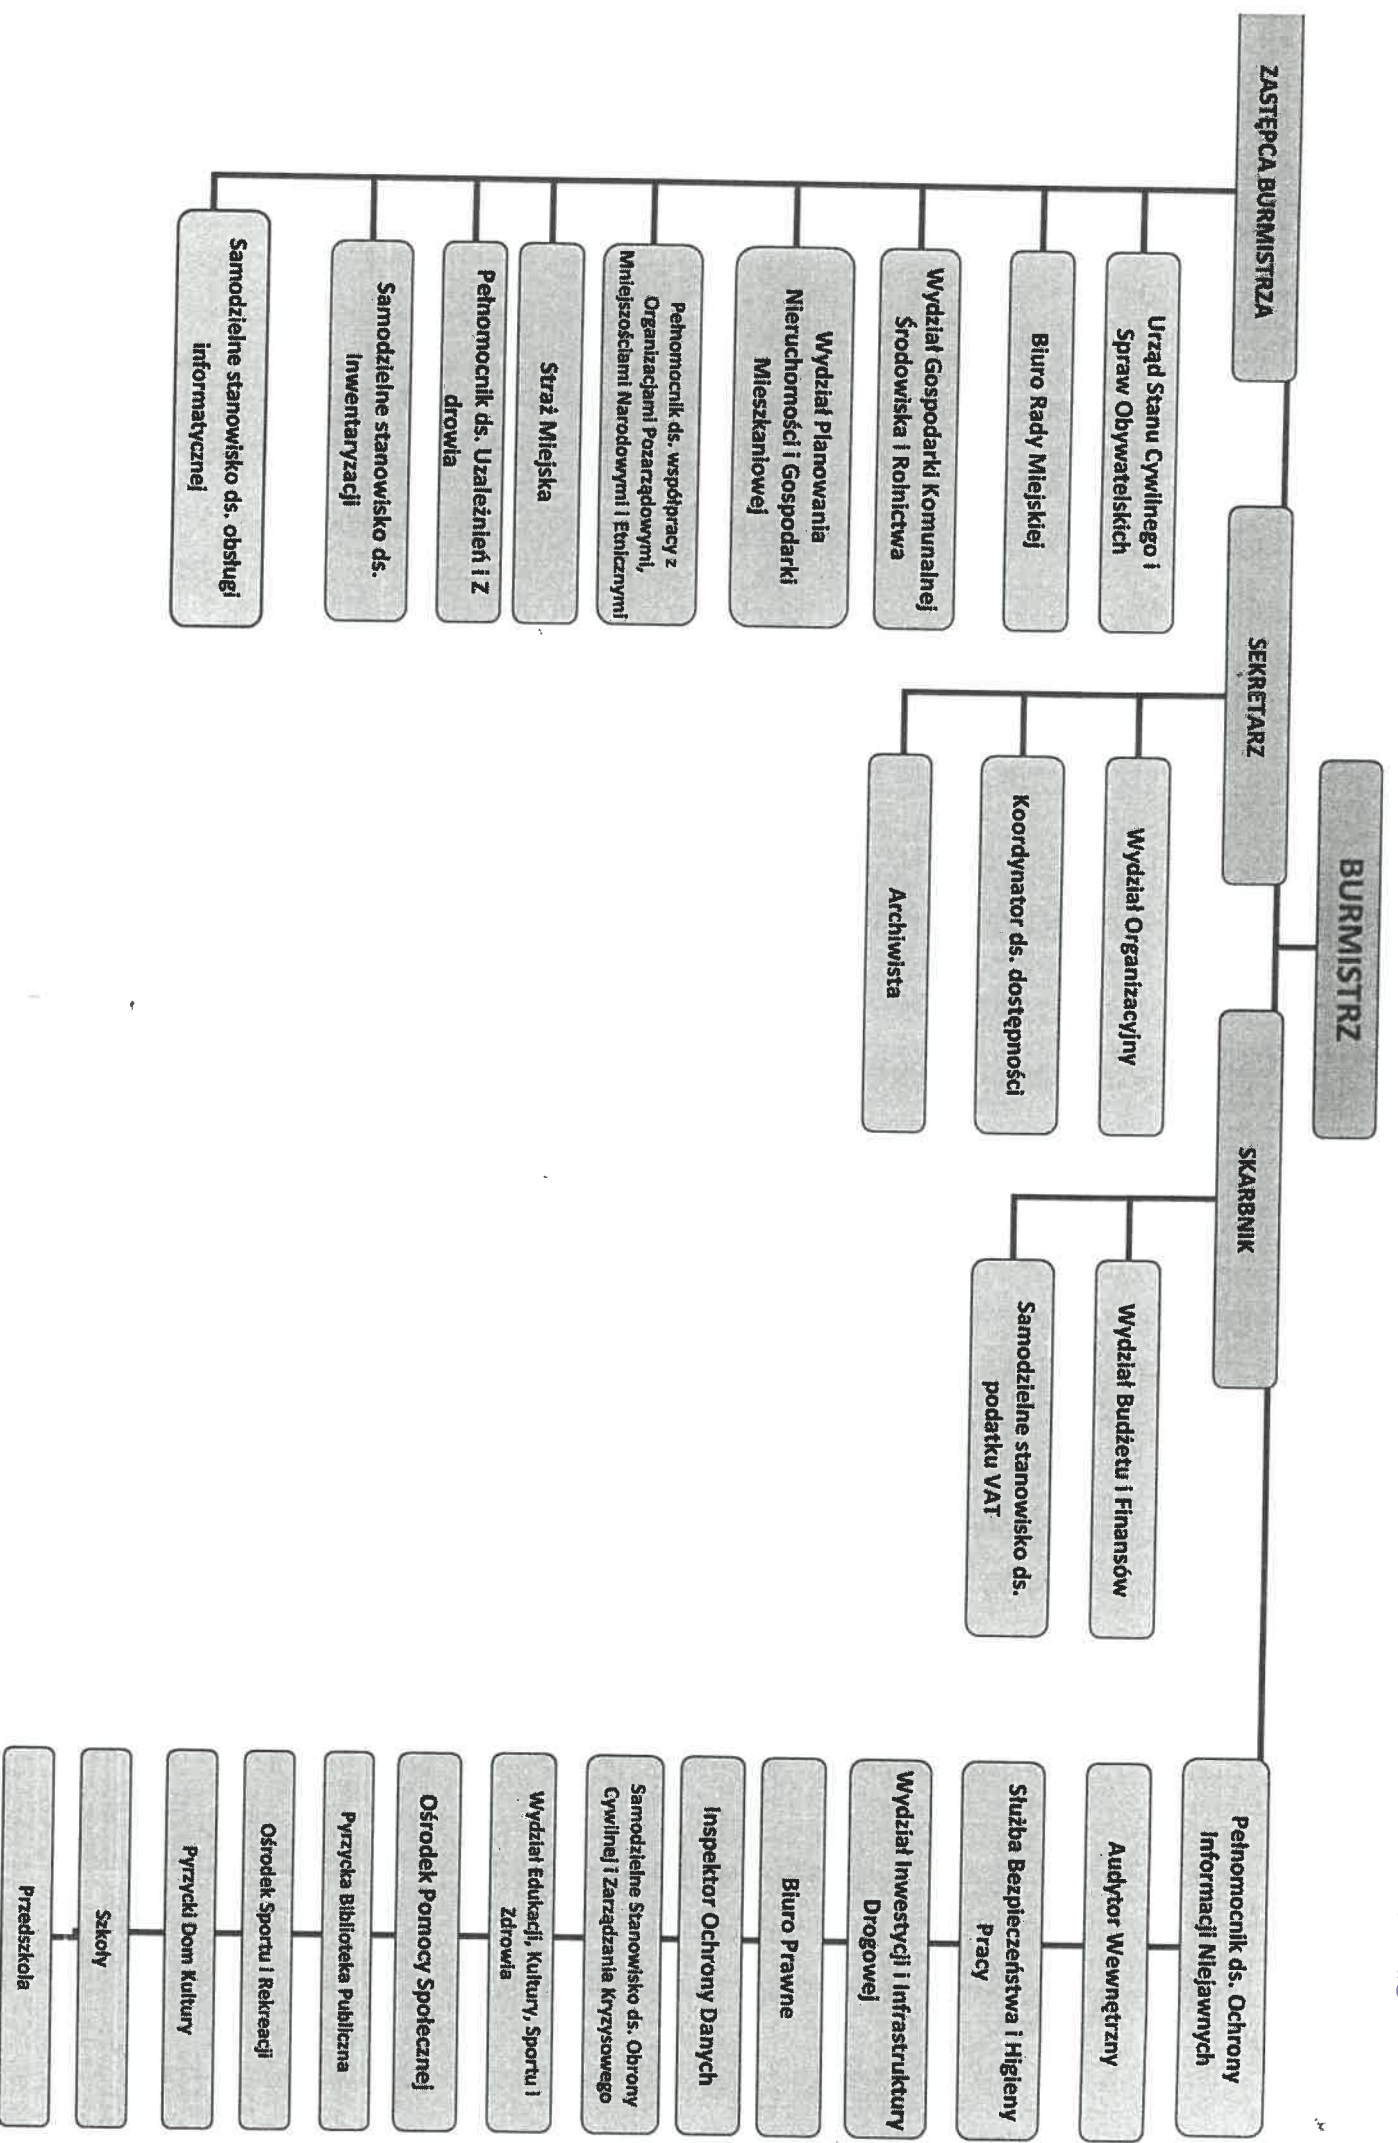 BURMISTRZ
ZASTĘPCA BURMISTRZA
SEKRETARZ
SKARBNIK
Urząd Stanu Cywilnego i
Spraw Obywatelskich
Biuro Rady Miejskiej
Wydział Gospodarki Komunalnej
Środowiska i Rolnictwa
Wydział Planowania
Nieruchomości i Gospodarki
Mieszkaniowej
Pełnomocnik ds. współpracy z
Organizacjami Pozarządowymi,
Mniejszościami Narodowymi i Etnicznymi
Straż Miejska
Pełnomocnik ds. Uzależnień i Z
drowia
Samodzielne stanowisko ds.
inwentaryzacji
Samodzielne stanowisko ds. obsługi
informatycznej
Wydział Organizacyjny
Koordynator ds. dostępności
Archiwista
Wydział Budżetu i Finansów
Samodzielne stanowisko ds.
podatku VAT
Pełnomocnik ds. Ochrony
Informacji Niejawnych
Audytor Wewnętrzny
Służba Bezpieczeństwa i Higieny
Pracy
Wydział Inwestycji i Infrastruktury
Drogowej
Biuro Prawne
Inspektor Ochrony Danych
Samodzielne Stanowisko ds. Obrony
Cywilnej i Zarządzania Kryzysowego
Wydział Edukacji, Kultury, Sportu i
Zdrowia
Ośrodek Pomocy Społecznej
Pyrzycka Biblioteka Publiczna
Ośrodek Sportu i Rekreacji
Pyrzycki Dom Kultury
Szkoły
Przedszkola